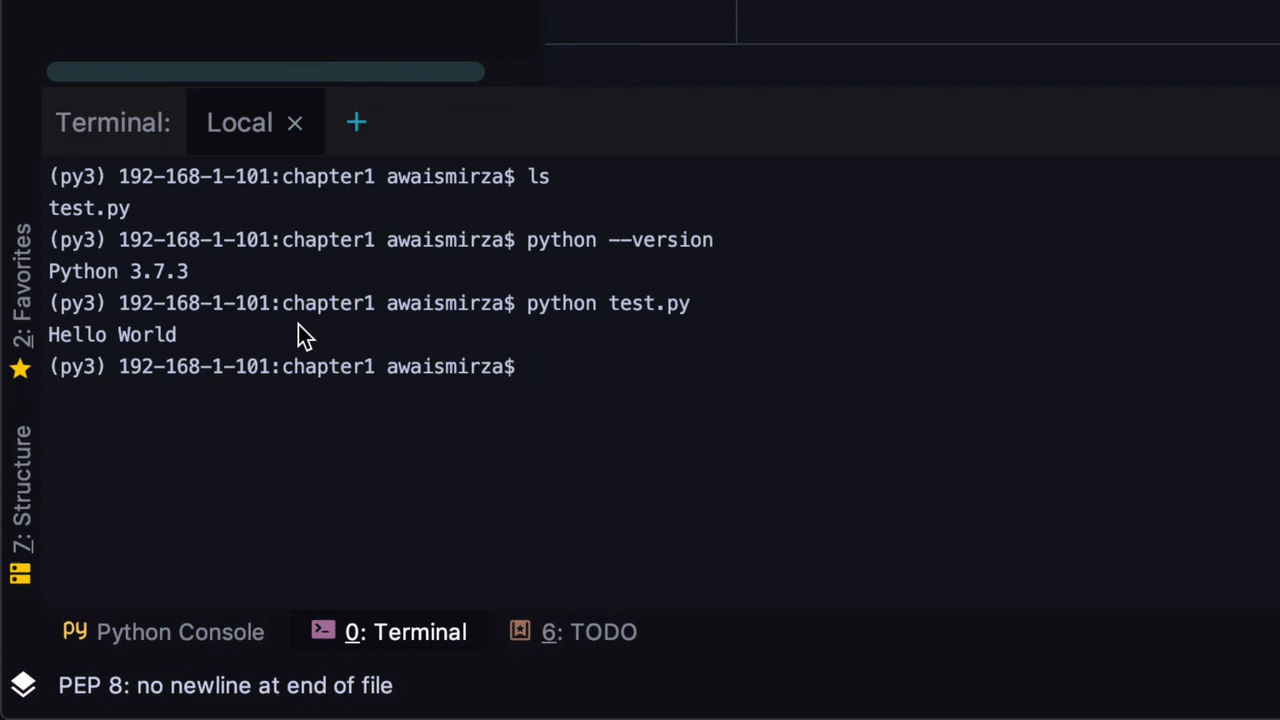 Terminal: Local × +
(py3) 192-168-1-101:chapter1 awaismirza$ ls
test.py
(py3) 192-168-1-101:chapter1 awaismirza$ python --version
Python 3.7.3
(py3) 192-168-1-101:chapter1 awaismirza$ python test.py
Hello World
(py3) 192-168-1-101:chapter1 awaismirza$
2: Favorites
7: Structure
Python Console
0: Terminal
6: TODO
PEP 8: no newline at end of file